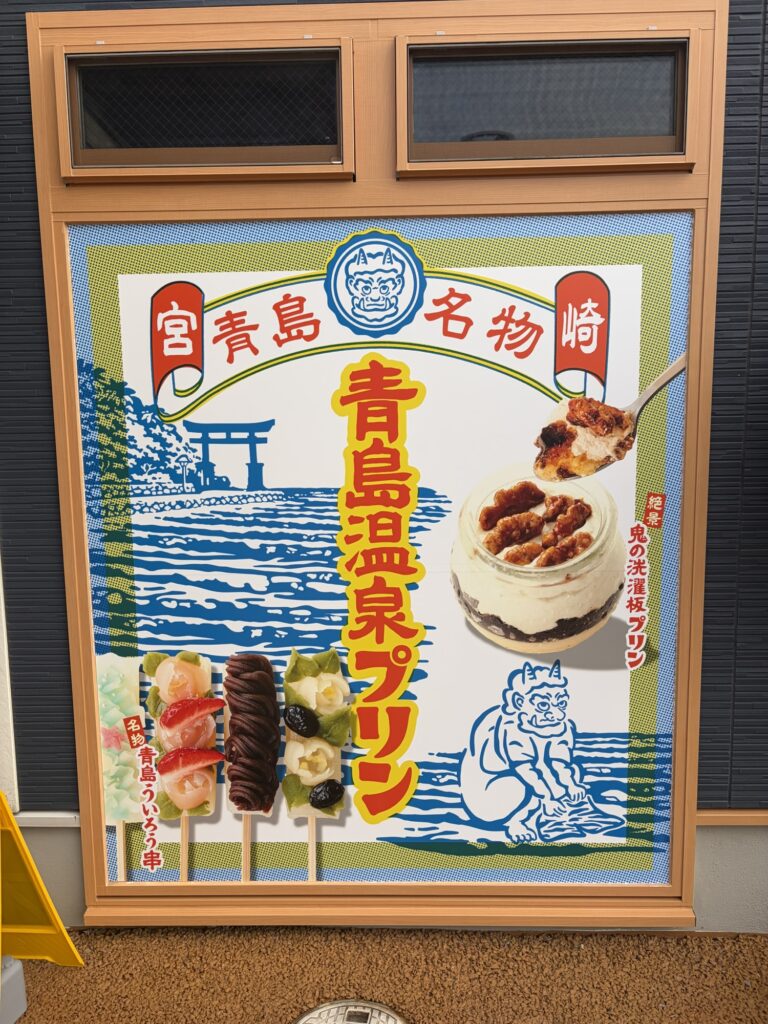 宮 青島 名物 崎
青島温泉プリン
絶景
鬼の洗濯板プリン
名物
青島ういろう串